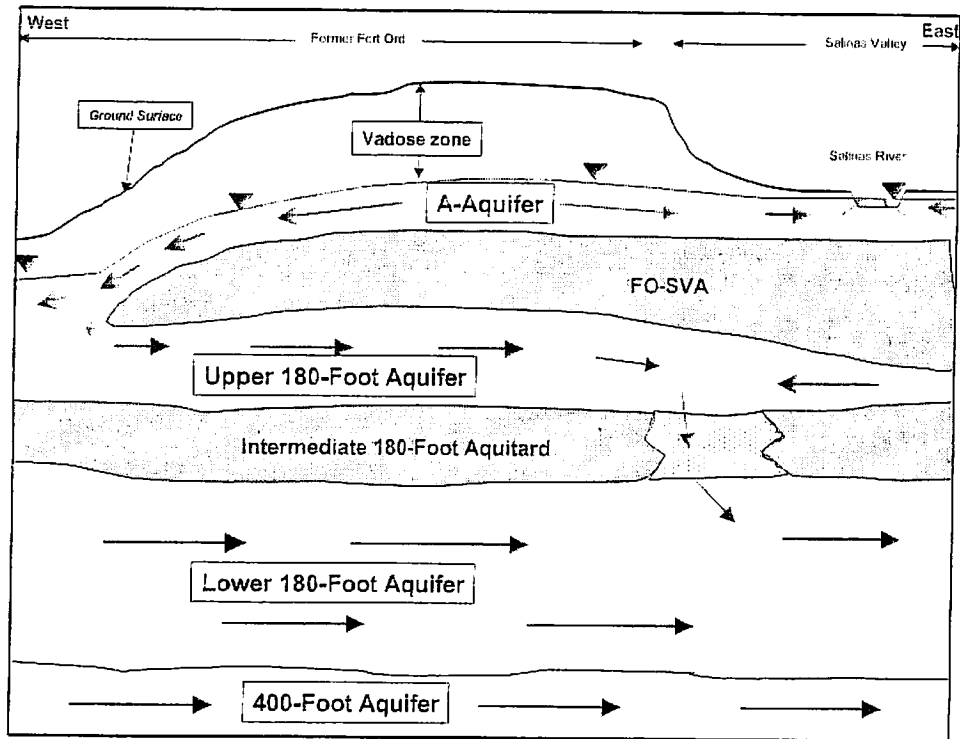 West
East
Former Fort Ord
Salinas Valley
Ground Surface
Vadose zone
Salinas River
A-Aquifer
FO-SVA
Upper 180-Foot Aquifer
Intermediate 180-Foot Aquitard
Lower 180-Foot Aquifer
400-Foot Aquifer